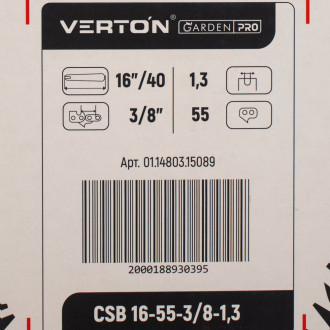 VERTON GARDEN PRO
16"/40 1,3
3/8" 55
Арт. 01.14803.15089
2000188930395
CSB 16-55-3/8-1,3